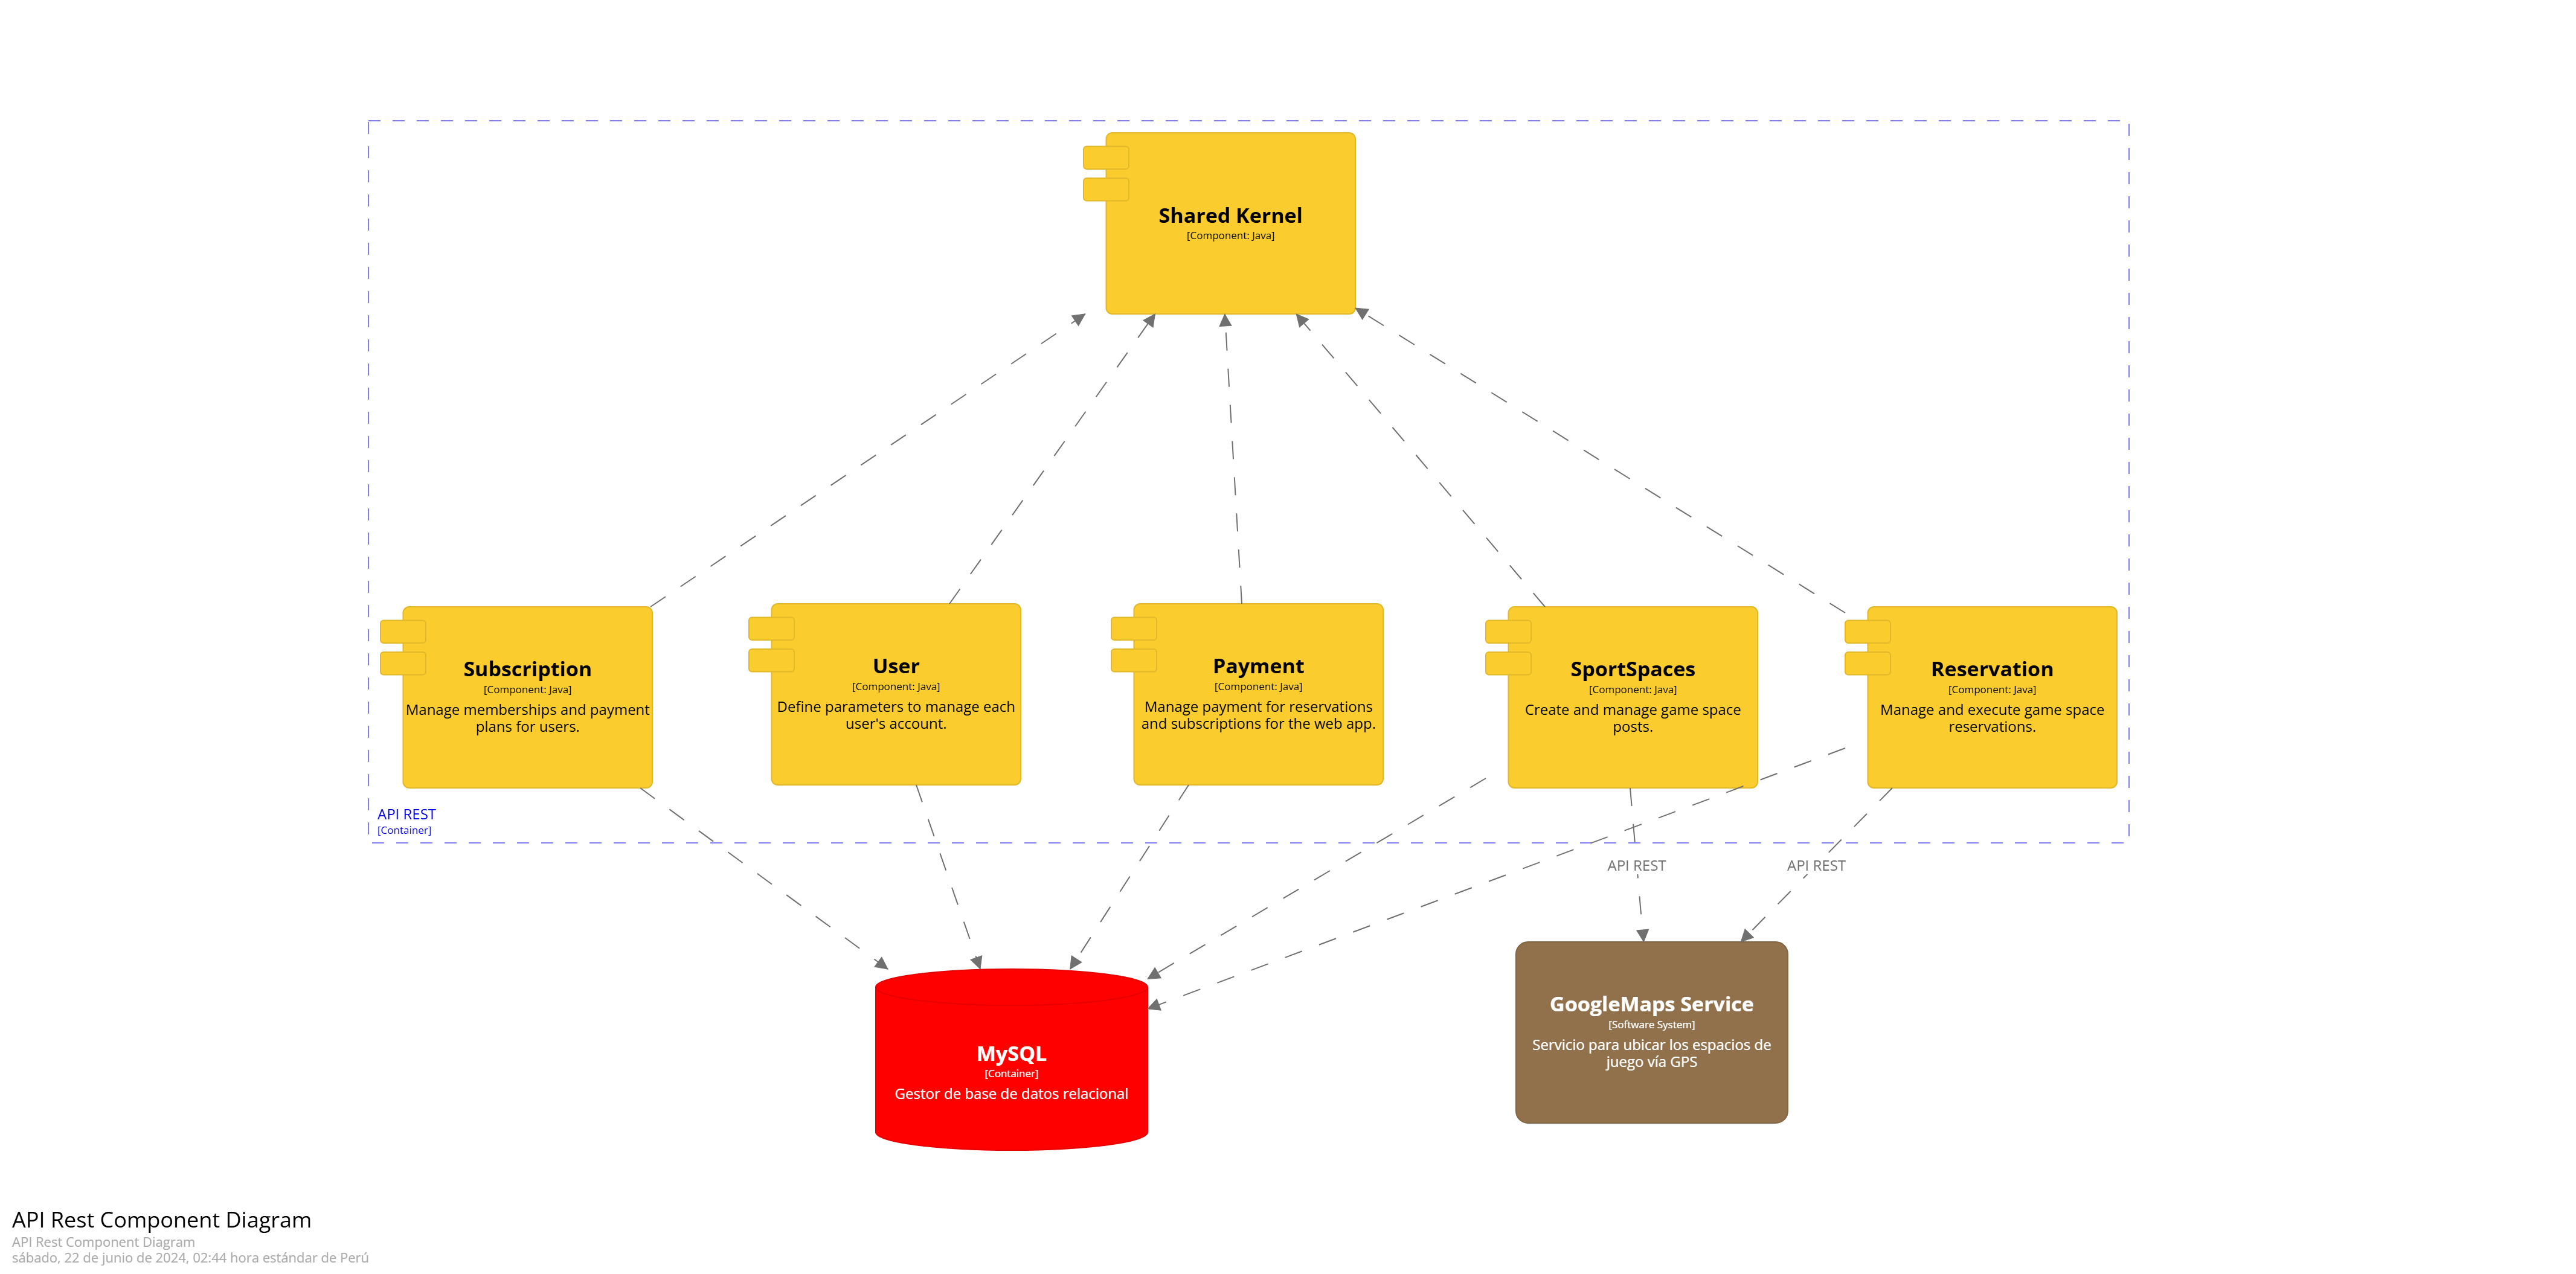 Shared Kernel
[Component: Java]
Subscription
[Component: Java]
Manage memberships and payment
plans for users.
User
[Component: Java]
Define parameters to manage each
user's account.
Payment
[Component: Java]
Manage payment for reservations
and subscriptions for the web app.
SportSpaces
[Component: Java]
Create and manage game space
posts.
Reservation
[Component: Java]
Manage and execute game space
reservations.
API REST
[Container]
API REST
API REST
MySQL
[Container]
Gestor de base de datos relacional
GoogleMaps Service
[Software System]
Servicio para ubicar los espacios de
juego vía GPS
API Rest Component Diagram
API Rest Component Diagram
sábado, 22 de junio de 2024, 02:44 hora estándar de Perú